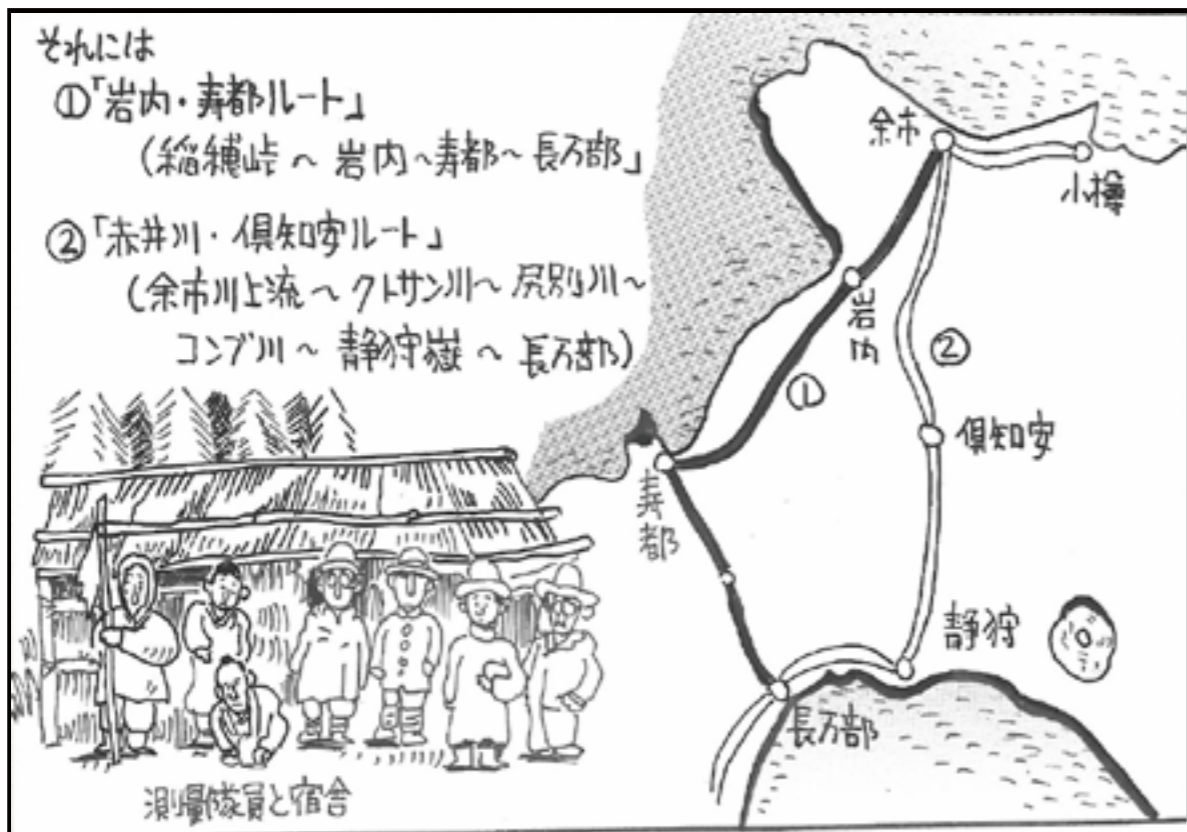 それには
①「岩内・寿都ルート」
(稲穂峠～岩内～寿都～長万部」
②「赤井川・倶知安ルート」
(余市川上流～クトサン川～尻別川～
コンブ川～静狩嶽～長万部)
余市
小樽
岩内
②
①
倶知安
寿都
静狩
長万部
測量隊員と宿舎